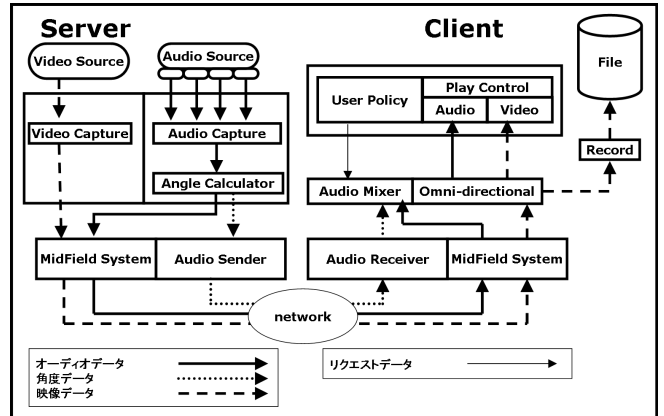 Server
Client
Video Source
Audio Source
File
Play Control
User Policy
Audio
Video
Video Capture
Audio Capture
Record
Angle Calculator
Audio Mixer
Omni-directional
MidField System
Audio Sender
Audio Receiver
MidField System
network
オーディオデータ
角度データ
映像データ
リクエストデータ